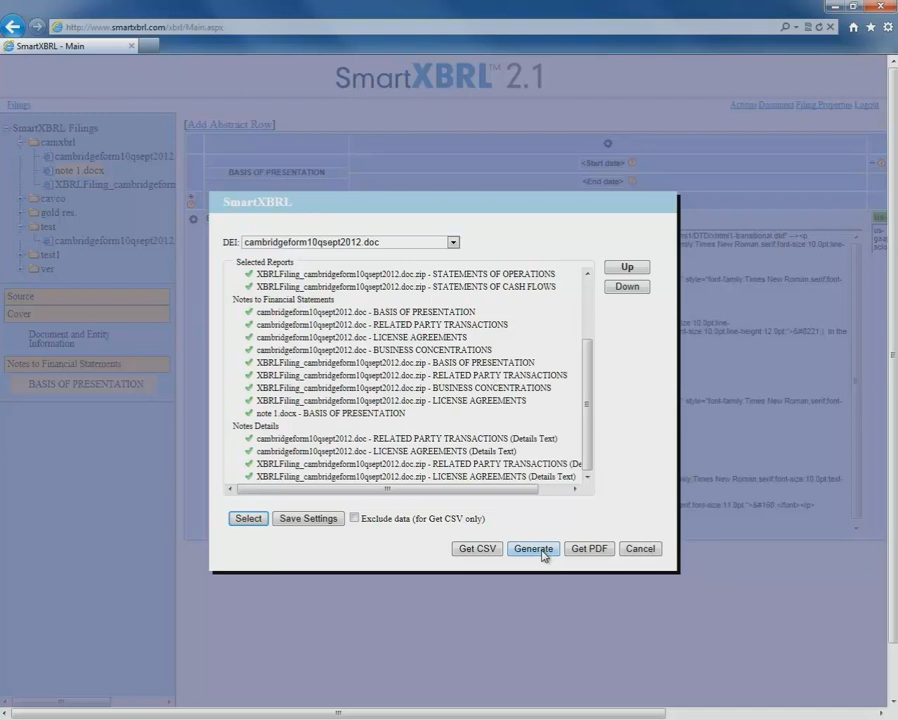 http://www.smartxbrl.com/xbrl/Main.aspx
SmartXBRL - Main
SmartXBRL™ 2.1
Filings
Actions Document Filing Properties Logout
SmartXBRL Filings
camxbrl
cambridgeform10qsept2012.
note 1.docx
XBRLFiling_cambridgeform
cavco
gold res.
test
cambridgeform10qsept2012.
test1
ver
Source
Cover
Document and Entity
Information
Notes to Financial Statements
BASIS OF PRESENTATION
[Add Abstract Row]
BASIS OF PRESENTATION
<Start date>
<End date>
SmartXBRL
DEI: cambridgeform10qsept2012.doc
Selected Reports
XBRLFiling_cambridgeform10qsept2012.doc.zip - STATEMENTS OF OPERATIONS
XBRLFiling_cambridgeform10qsept2012.doc.zip - STATEMENTS OF CASH FLOWS
Notes to Financial Statements
cambridgeform10qsept2012.doc - BASIS OF PRESENTATION
cambridgeform10qsept2012.doc - RELATED PARTY TRANSACTIONS
cambridgeform10qsept2012.doc - LICENSE AGREEMENTS
cambridgeform10qsept2012.doc - BUSINESS CONCENTRATIONS
XBRLFiling_cambridgeform10qsept2012.doc.zip - BASIS OF PRESENTATION
XBRLFiling_cambridgeform10qsept2012.doc.zip - RELATED PARTY TRANSACTIONS
XBRLFiling_cambridgeform10qsept2012.doc.zip - BUSINESS CONCENTRATIONS
XBRLFiling_cambridgeform10qsept2012.doc.zip - LICENSE AGREEMENTS
note 1.docx - BASIS OF PRESENTATION
Notes Details
cambridgeform10qsept2012.doc - RELATED PARTY TRANSACTIONS (Details Text)
cambridgeform10qsept2012.doc - LICENSE AGREEMENTS (Details Text)
XBRLFiling_cambridgeform10qsept2012.doc.zip - RELATED PARTY TRANSACTIONS (De
XBRLFiling_cambridgeform10qsept2012.doc.zip - LICENSE AGREEMENTS (Details Text)
Up
Down
Select
Save Settings
Exclude data (for Get CSV only)
Get CSV
Generate
Get PDF
Cancel